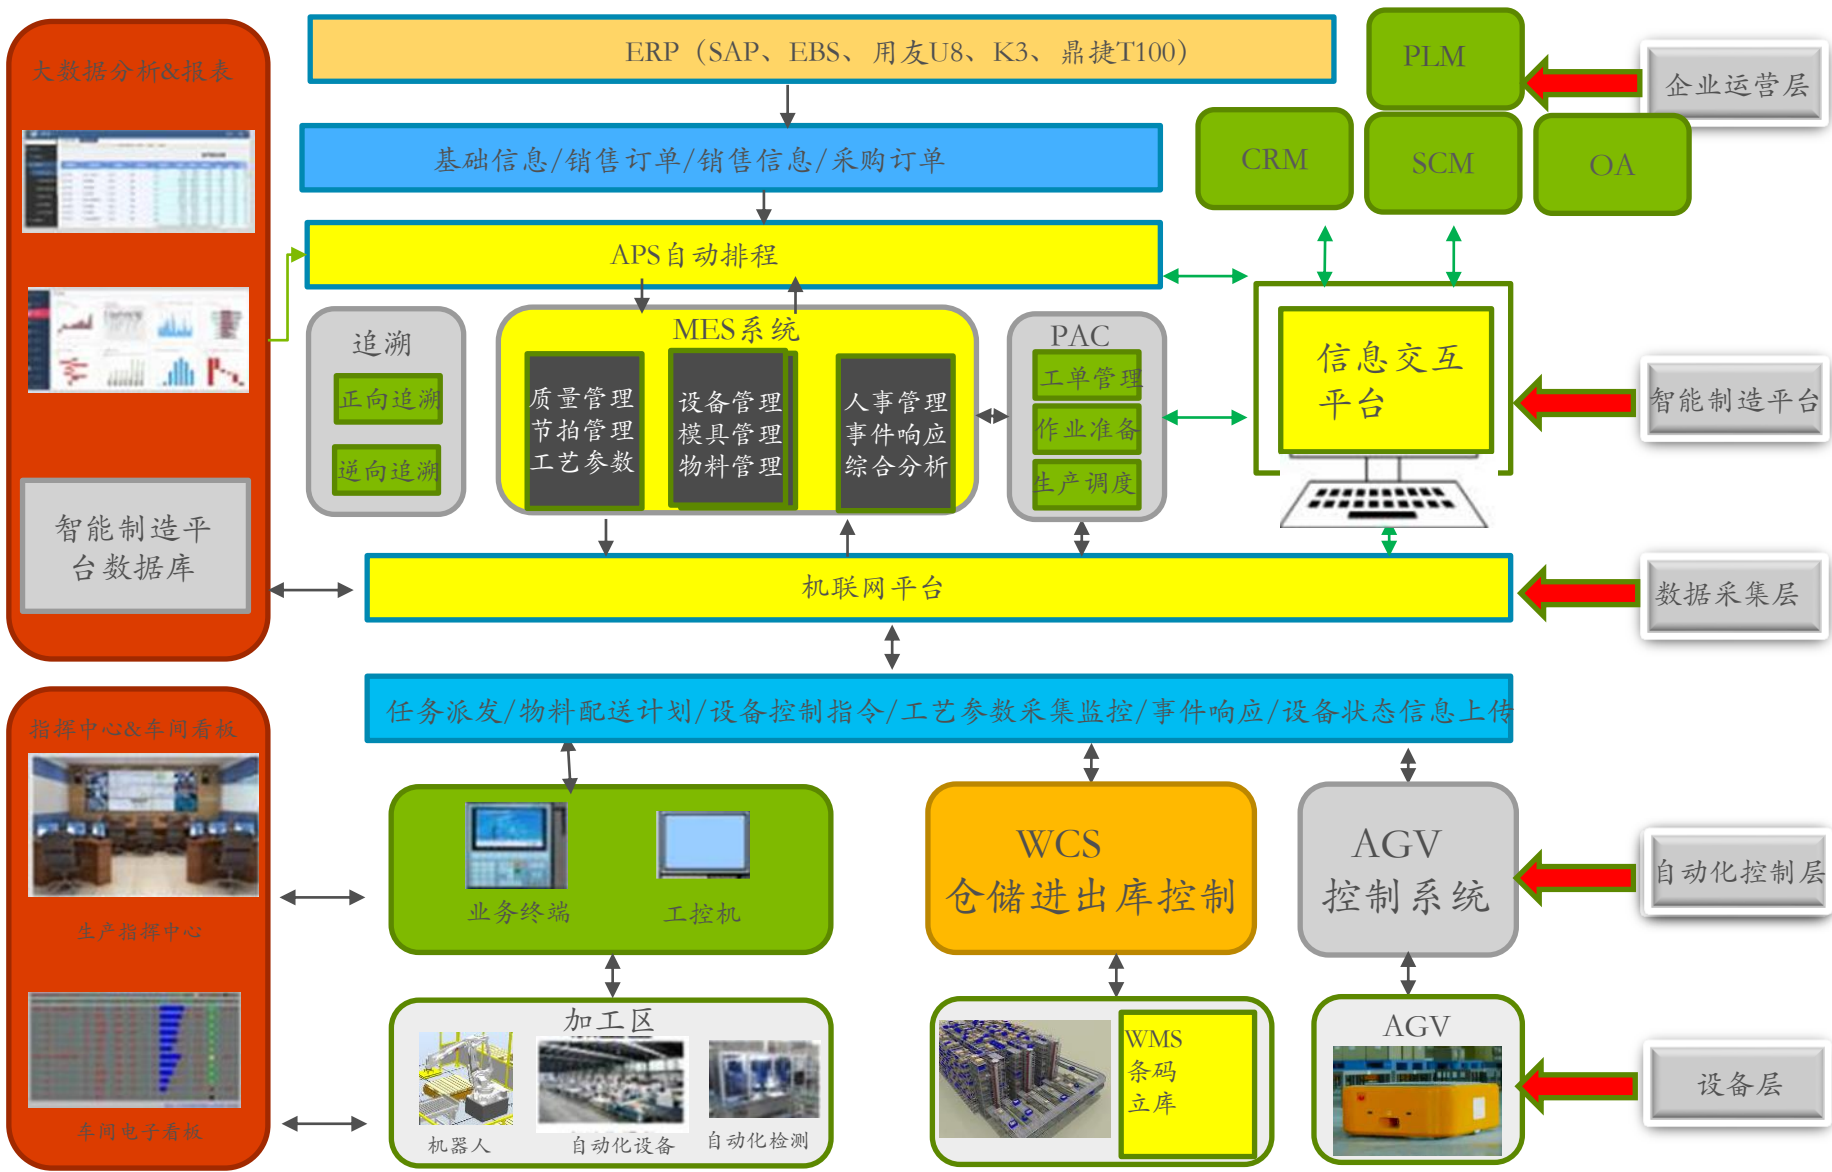 大数据分析&报表
ERP（SAP、EBS、用友U8、K3、鼎捷T100）
PLM
企业运营层
基础信息/销售订单/销售信息/采购订单
CRM
SCM
OA
APS自动排程
追溯
正向追溯
逆向追溯
MES系统
质量管理
节拍管理
工艺参数
设备管理
模具管理
物料管理
人事管理
事件响应
综合分析
PAC
工单管理
作业准备
生产调度
信息交互
平台
智能制造平台
智能制造平
台数据库
机联网平台
数据采集层
任务派发/物料配送计划/设备控制指令/工艺参数采集监控/事件响应/设备状态信息上传
指挥中心&车间看板
生产指挥中心
车间电子看板
业务终端
工控机
WCS
仓储进出库控制
AGV
控制系统
自动化控制层
加工区
机器人
自动化设备
自动化检测
WMS
条码
立库
AGV
设备层